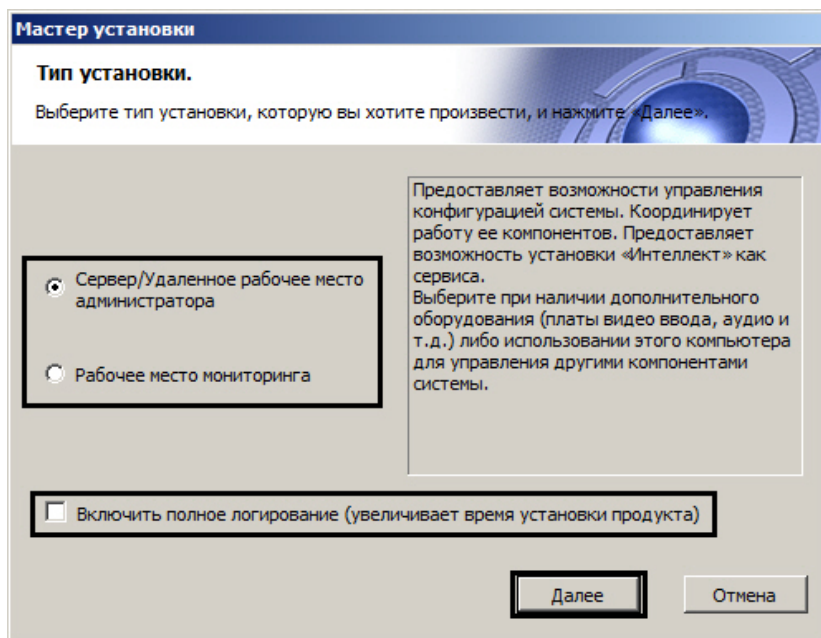 Мастер установки
Тип установки.
Выберите тип установки, которую вы хотите произвести, и нажмите «Далее».
Сервер/Удаленное рабочее место
администратора
Рабочее место мониторинга
Предоставляет возможности управления
конфигурацией системы. Координирует
работу ее компонентов. Предоставляет
возможность установки «Интеллект» как
сервиса.
Выберите при наличии дополнительного
оборудования (платы видео ввода, аудио и
т.д.) либо использовании этого компьютера
для управления другими компонентами
системы.
Включить полное логирование (увеличивает время установки продукта)
Далее
Отмена